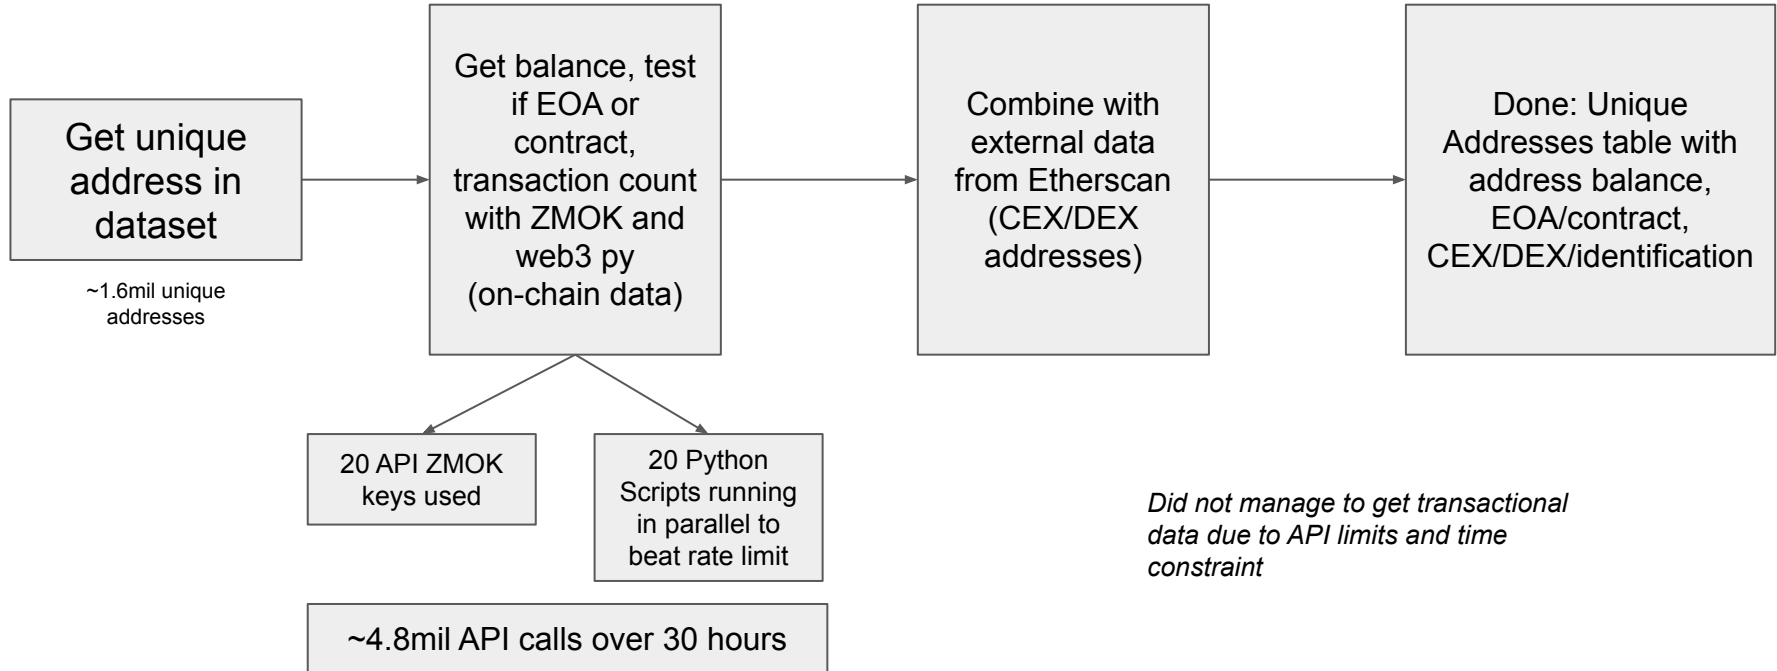 Get unique
address in
dataset
~1.6mil unique
addresses
Get balance, test
if EOA or
contract,
transaction count
with ZMOK and
web3 py
(on-chain data)
Combine with
external data
from Etherscan
(CEX/DEX
addresses)
Done: Unique
Addresses table with
address balance,
EOA/contract,
CEX/DEX/identification
20 API ZMOK
keys used
20 Python
Scripts running
in parallel to
beat rate limit
~4.8mil API calls over 30 hours
Did not manage to get transactional
data due to API limits and time
constraint